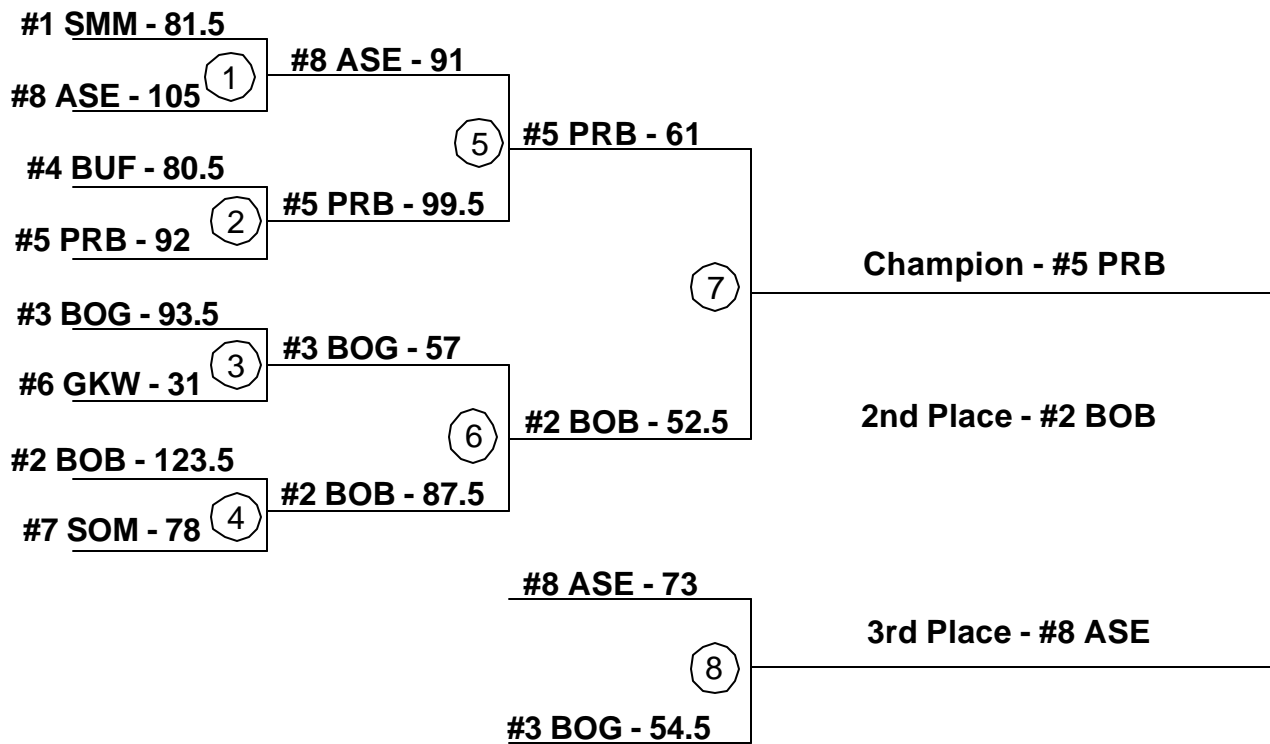 #1 SMM - 81.5
1
#8 ASE - 105
#8 ASE - 91
#4 BUF - 80.5
2
#5 PRB - 92
#5 PRB - 99.5
5
#5 PRB - 61
#3 BOG - 93.5
3
#6 GKW - 31
#3 BOG - 57
#2 BOB - 123.5
4
#7 SOM - 78
#2 BOB - 87.5
6
#2 BOB - 52.5
7
Champion - #5 PRB
2nd Place - #2 BOB
#8 ASE - 73
8
#3 BOG - 54.5
3rd Place - #8 ASE